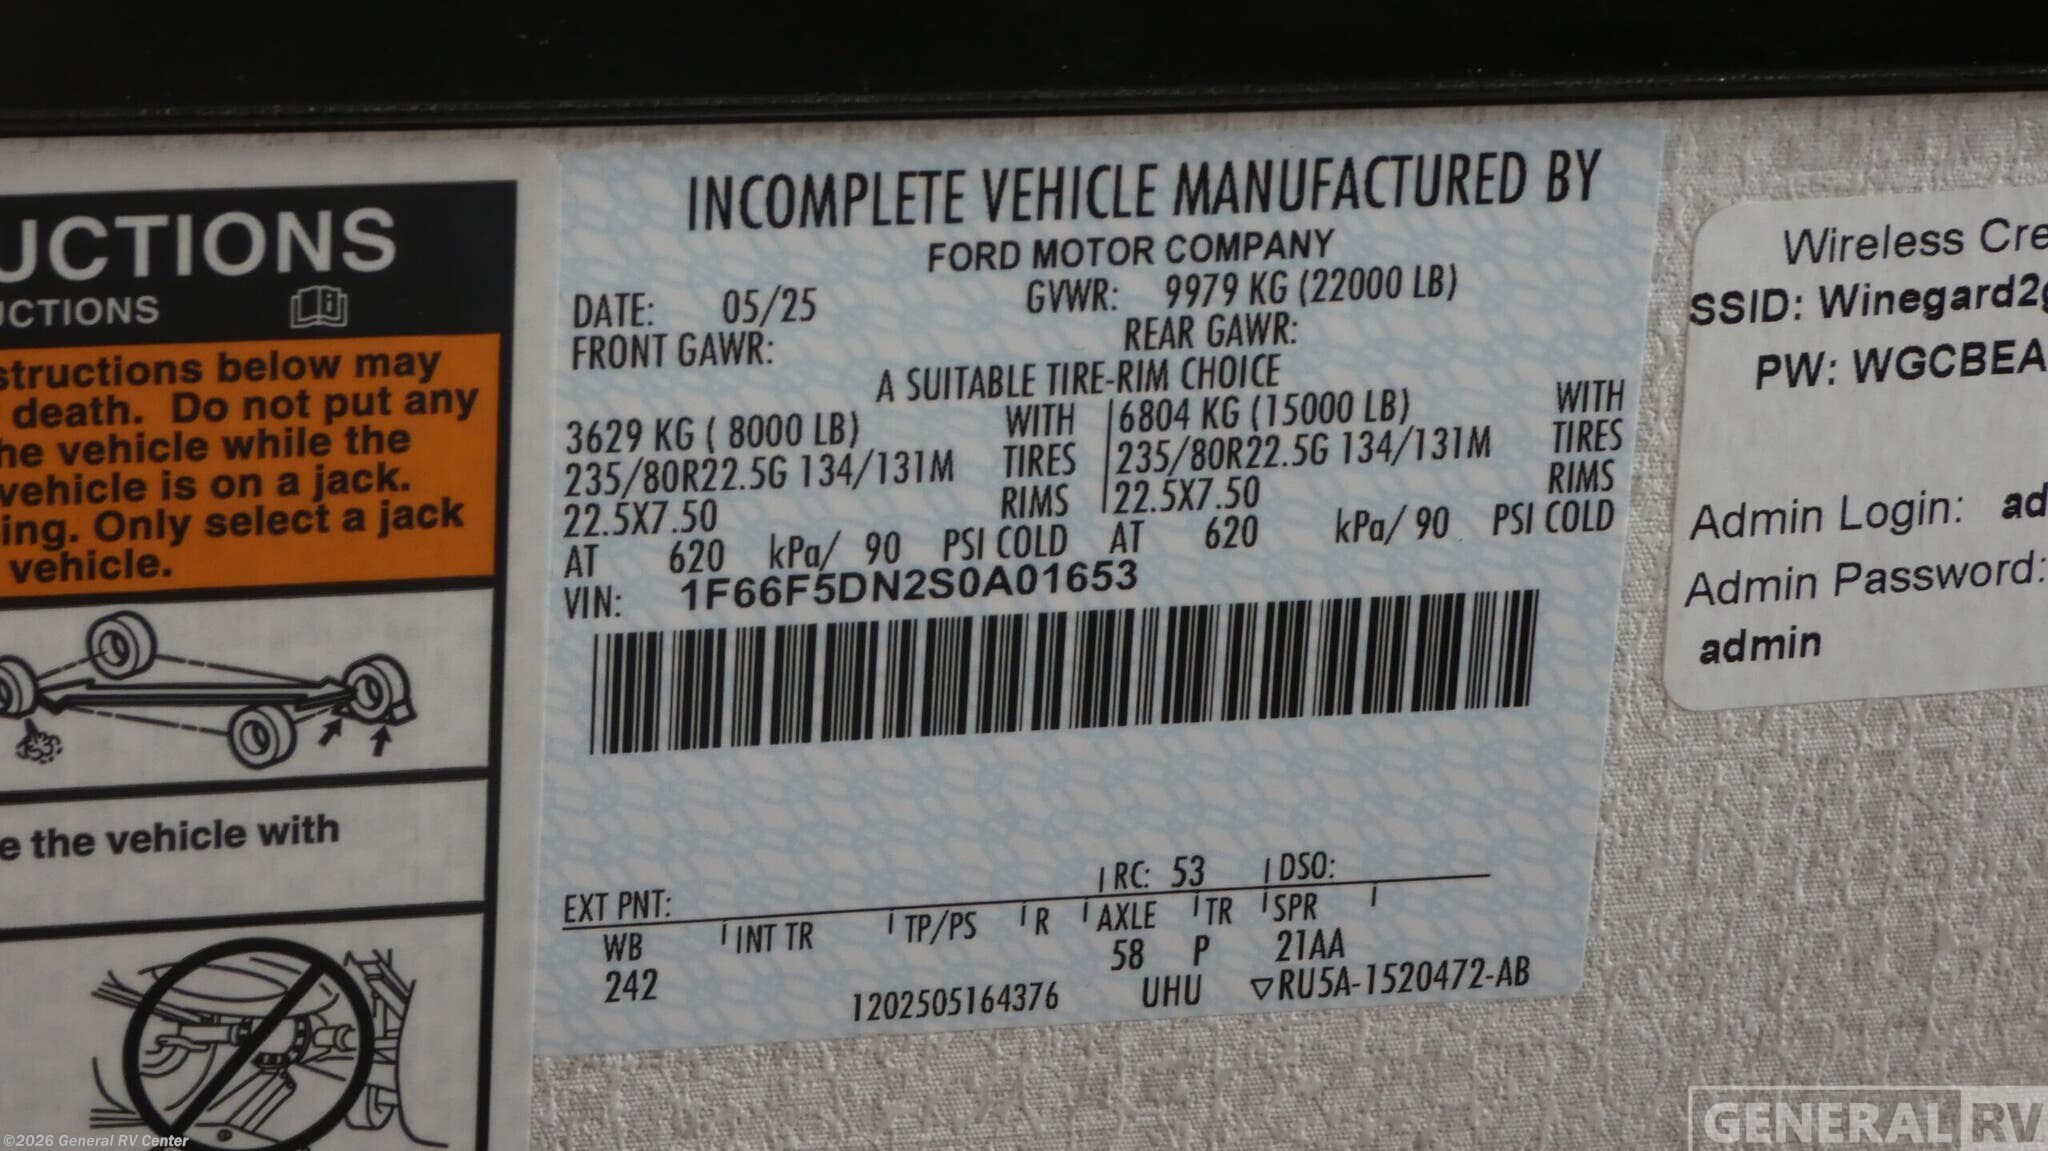 UCTIONS
UCTIONS
structions below may
death. Do not put any
he vehicle while the
vehicle is on a jack.
ing. Only select a jack
vehicle.
e the vehicle with
INCOMPLETE VEHICLE MANUFACTURED BY
FORD MOTOR COMPANY
DATE: 05/25 GVWR: 9979 KG (22000 LB)
FRONT GAWR: REAR GAWR:
A SUITABLE TIRE-RIM CHOICE
3629 KG ( 8000 LB) WITH 6804 KG (15000 LB) WITH
235/80R22.5G 134/131M TIRES 235/80R22.5G 134/131M TIRES
22.5X7.50 RIMS 22.5X7.50 RIMS
AT 620 kPa/ 90 PSI COLD AT 620 kPa/ 90 PSI COLD
VIN: 1F66F5DN2S0A01653
EXT PNT: RC: 53 DSO:
WB INT TR TP/PS R AXLE TR SPR
58 P 21AA
242 1202505164376 UHU ▽RU5A-1520472-AB
Wireless Cre
SSID: Winegard2g
PW: WGCBEA
Admin Login: ad
Admin Password:
admin
©2026 General RV Center
GENERAL RV